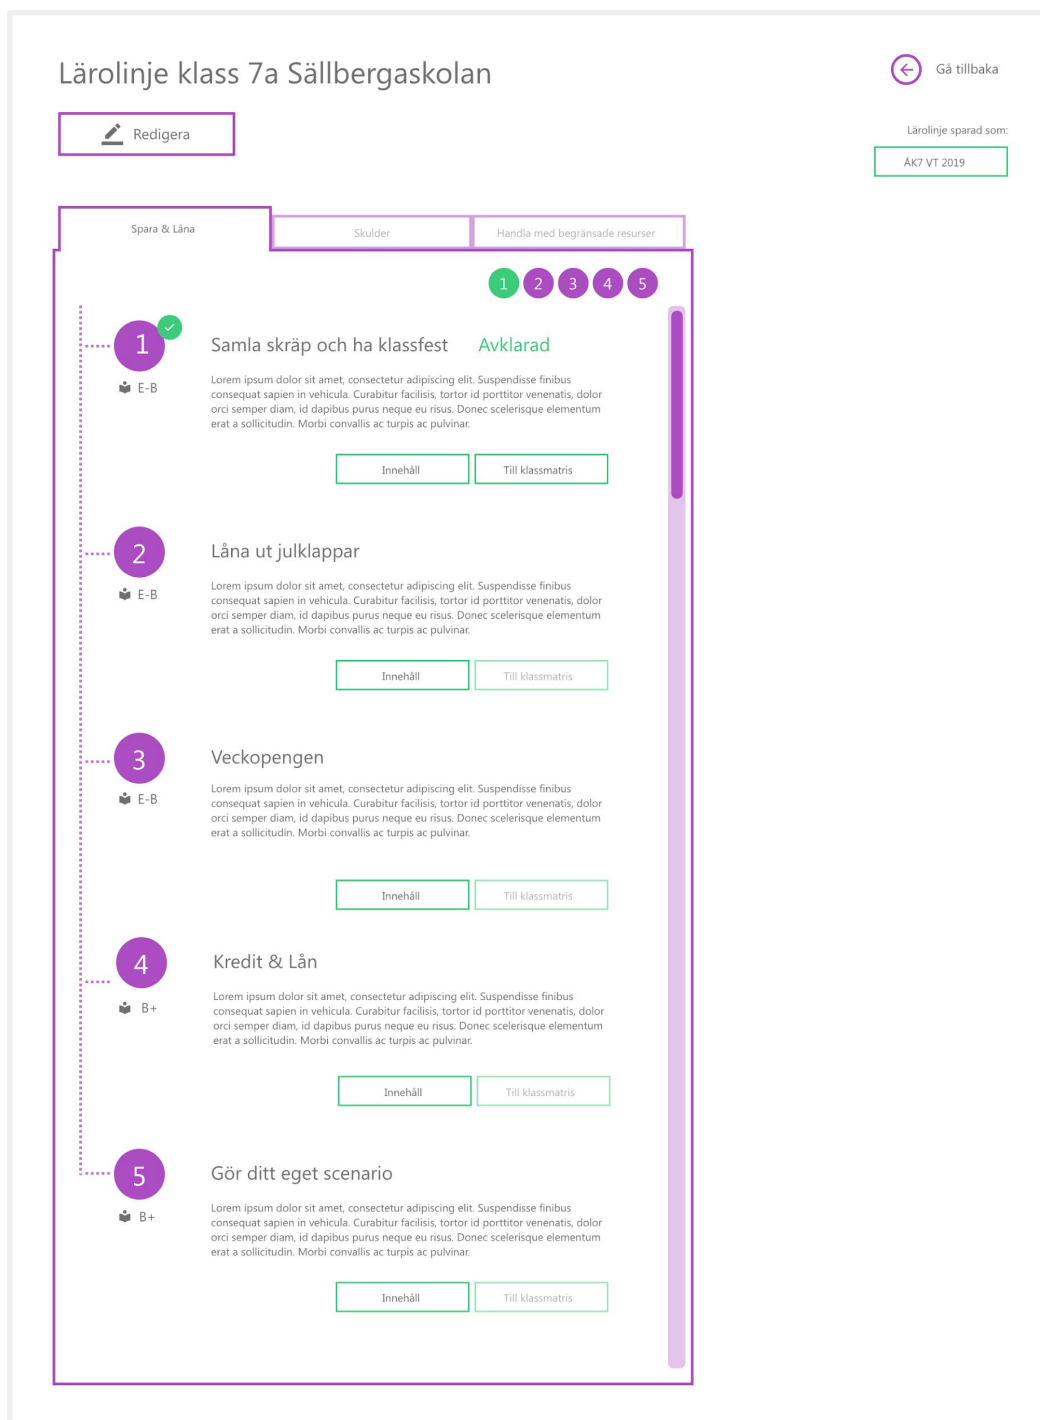 Lärolinje klass 7a Sällbergaskolan
Gå tillbaka
Redigera
Lärolinje sparad som:
ÅK7 VT 2019
Spara & Låna
Skulder
Handla med begränsade resurser
1 2 3 4 5
1
E-B
Samla skräp och ha klassfest Avklarad
Lorem ipsum dolor sit amet, consectetur adipiscing elit. Suspendisse finibus
consequat sapien in vehicula. Curabitur facilisis, tortor id porttitor venenatis, dolor
orci semper diam, id dapibus purus neque eu risus. Donec scelerisque elementum
erat a sollicitudin. Morbi convallis ac turpis ac pulvinar.
Innehåll
Till klassmatris
2
E-B
Låna ut julklappar
Lorem ipsum dolor sit amet, consectetur adipiscing elit. Suspendisse finibus
consequat sapien in vehicula. Curabitur facilisis, tortor id porttitor venenatis, dolor
orci semper diam, id dapibus purus neque eu risus. Donec scelerisque elementum
erat a sollicitudin. Morbi convallis ac turpis ac pulvinar.
Innehåll
Till klassmatris
3
E-B
Veckopengen
Lorem ipsum dolor sit amet, consectetur adipiscing elit. Suspendisse finibus
consequat sapien in vehicula. Curabitur facilisis, tortor id porttitor venenatis, dolor
orci semper diam, id dapibus purus neque eu risus. Donec scelerisque elementum
erat a sollicitudin. Morbi convallis ac turpis ac pulvinar.
Innehåll
Till klassmatris
4
B+
Kredit & Lån
Lorem ipsum dolor sit amet, consectetur adipiscing elit. Suspendisse finibus
consequat sapien in vehicula. Curabitur facilisis, tortor id porttitor venenatis, dolor
orci semper diam, id dapibus purus neque eu risus. Donec scelerisque elementum
erat a sollicitudin. Morbi convallis ac turpis ac pulvinar.
Innehåll
Till klassmatris
5
B+
Gör ditt eget scenario
Lorem ipsum dolor sit amet, consectetur adipiscing elit. Suspendisse finibus
consequat sapien in vehicula. Curabitur facilisis, tortor id porttitor venenatis, dolor
orci semper diam, id dapibus purus neque eu risus. Donec scelerisque elementum
erat a sollicitudin. Morbi convallis ac turpis ac pulvinar.
Innehåll
Till klassmatris